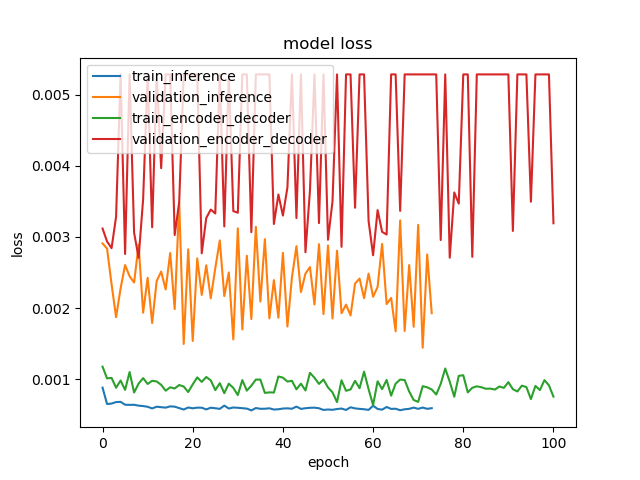 model loss
train_inference
validation_inference
train_encoder_decoder
validation_encoder_decoder
0.005
0.004
0.003
0.002
0.001
loss
0 20 40 60 80 100
epoch